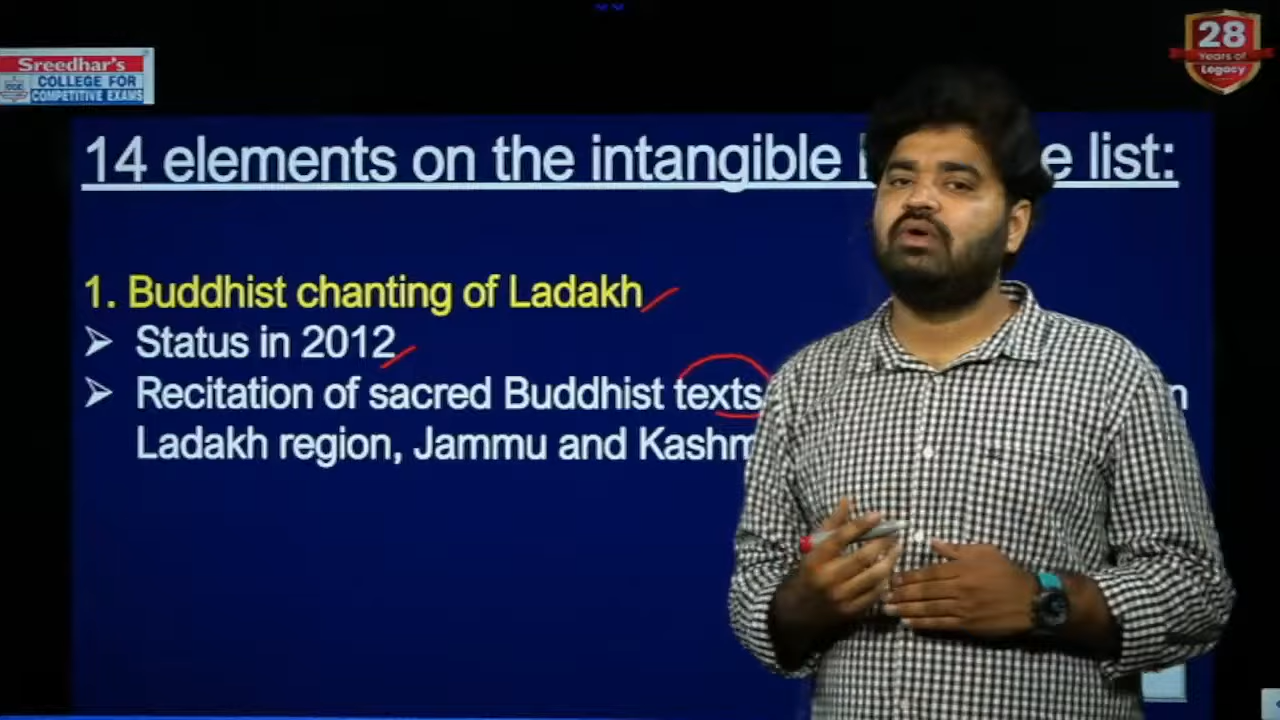 Sreedhar's
COLLEGE FOR
COMPETITIVE EXAMS
28
Years of
Legacy
14 elements on the intangible list:
1. Buddhist chanting of Ladakh
➢ Status in 2012
➢ Recitation of sacred Buddhist texts
Ladakh region, Jammu and